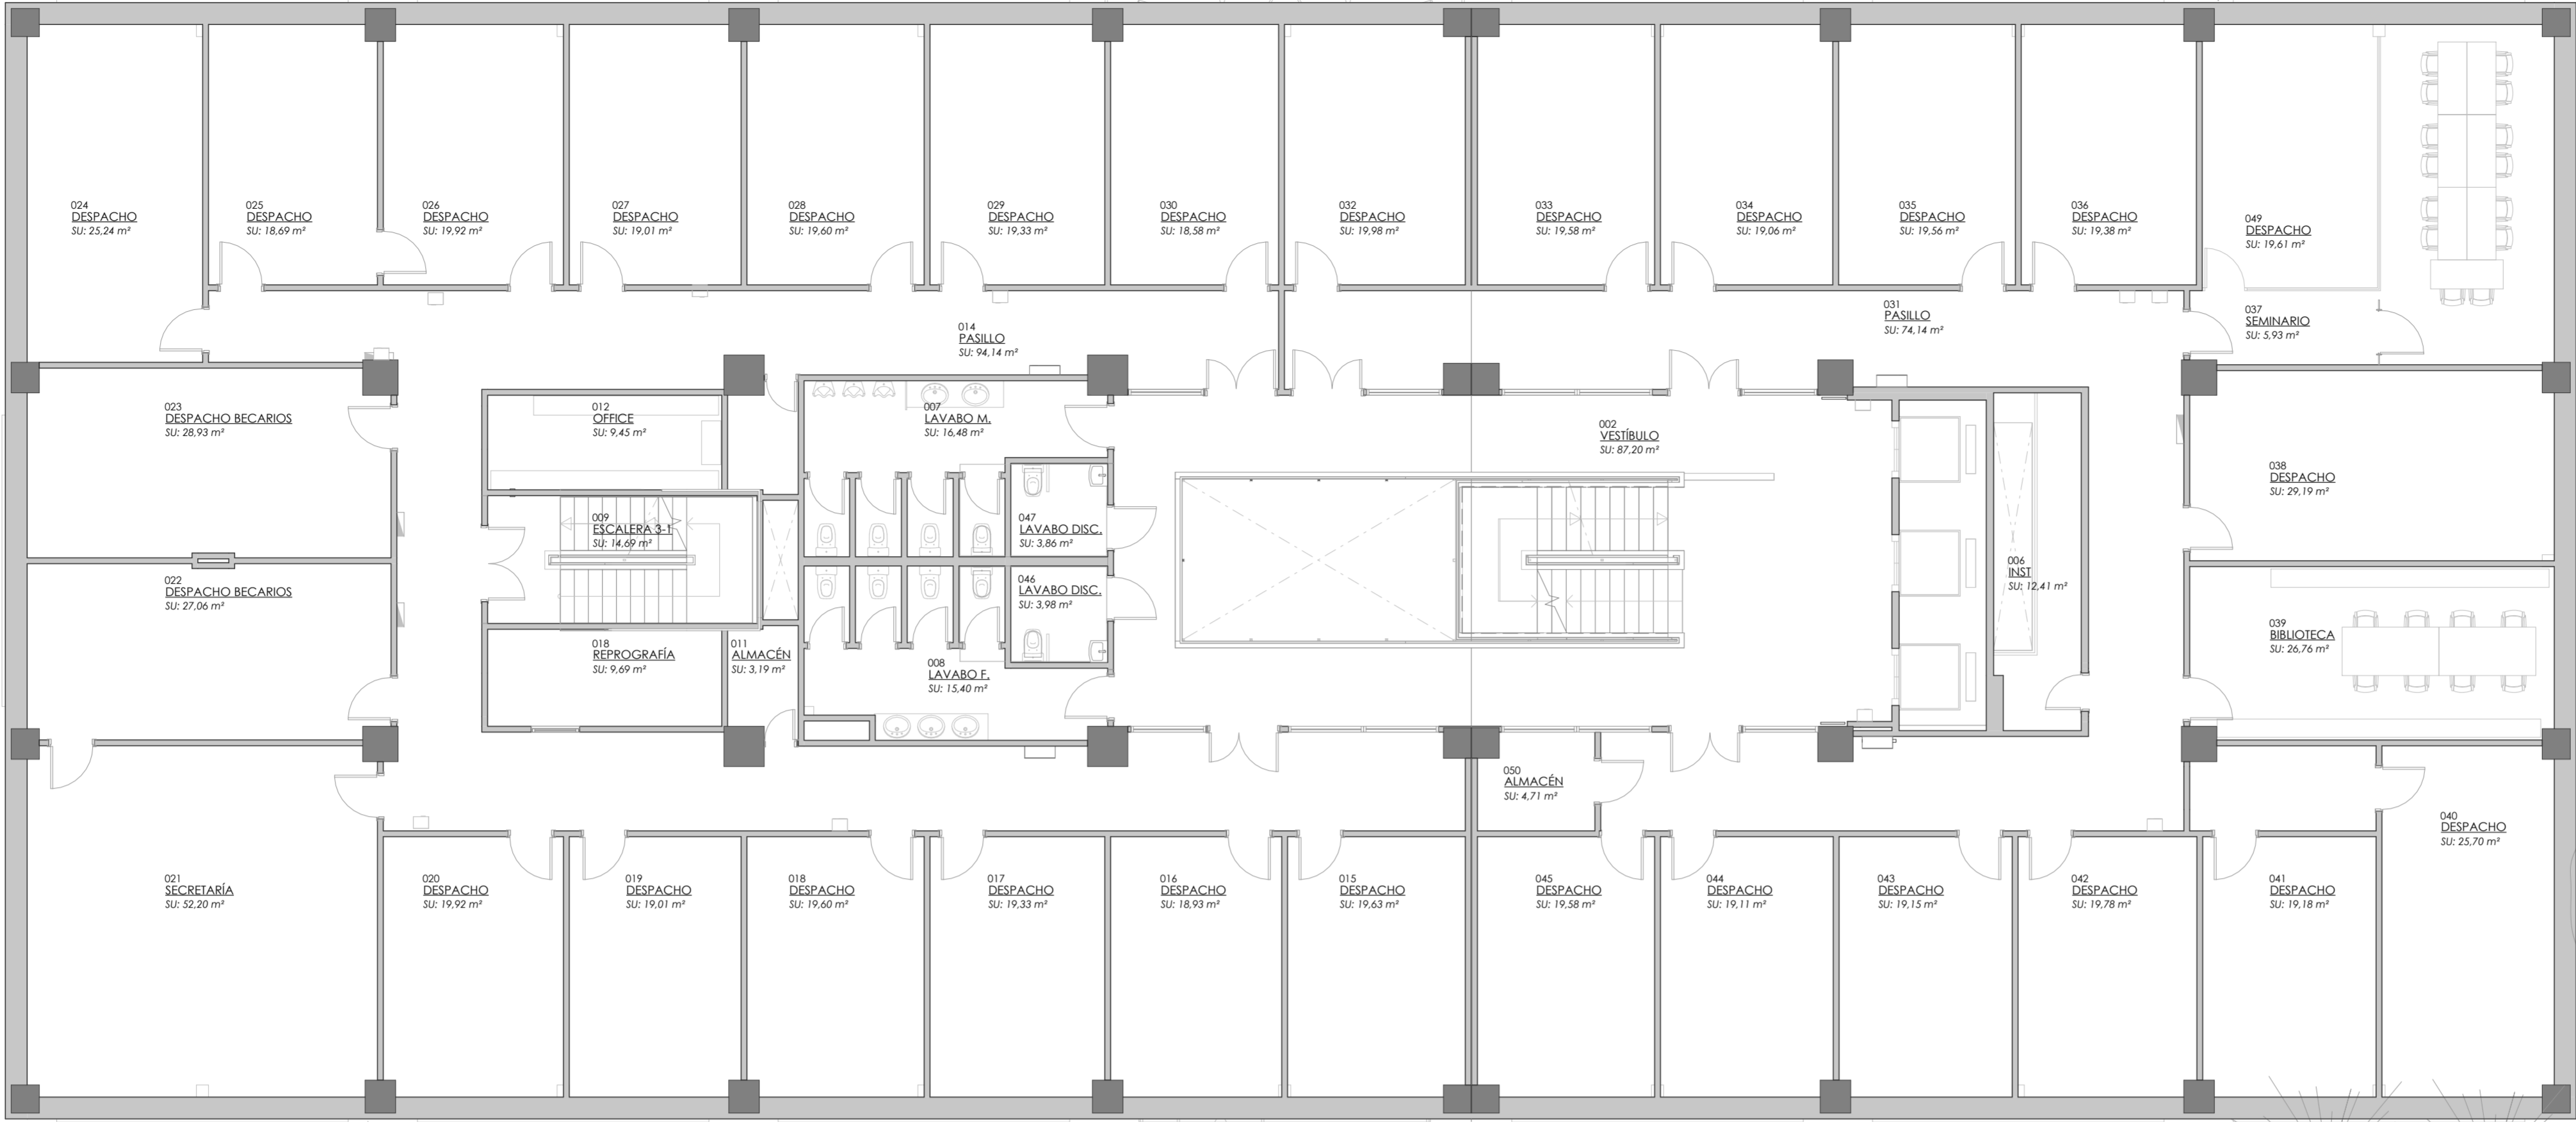 024
DESPACHO
SU: 25,24 m²
025
DESPACHO
SU: 18,69 m²
026
DESPACHO
SU: 19,92 m²
027
DESPACHO
SU: 19,01 m²
028
DESPACHO
SU: 19,60 m²
029
DESPACHO
SU: 19,33 m²
030
DESPACHO
SU: 18,58 m²
032
DESPACHO
SU: 19,98 m²
033
DESPACHO
SU: 19,58 m²
034
DESPACHO
SU: 19,06 m²
035
DESPACHO
SU: 19,56 m²
036
DESPACHO
SU: 19,38 m²
049
DESPACHO
SU: 19,61 m²
014
PASILLO
SU: 94,14 m²
031
PASILLO
SU: 74,14 m²
037
SEMINARIO
SU: 5,93 m²
023
DESPACHO BECARIOS
SU: 28,93 m²
012
OFFICE
SU: 9,45 m²
007
LAVABO M.
SU: 16,48 m²
002
VESTÍBULO
SU: 87,20 m²
038
DESPACHO
SU: 29,19 m²
009
ESCALERA 3-1
SU: 14,69 m²
047
LAVABO DISC.
SU: 3,86 m²
022
DESPACHO BECARIOS
SU: 27,06 m²
046
LAVABO DISC.
SU: 3,98 m²
006
INST
SU: 12,41 m²
018
REPROGRAFÍA
SU: 9,69 m²
011
ALMACÉN
SU: 3,19 m²
008
LAVABO F.
SU: 15,40 m²
039
BIBLIOTECA
SU: 26,76 m²
050
ALMACÉN
SU: 4,71 m²
040
DESPACHO
SU: 25,70 m²
021
SECRETARÍA
SU: 52,20 m²
020
DESPACHO
SU: 19,92 m²
019
DESPACHO
SU: 19,01 m²
018
DESPACHO
SU: 19,60 m²
017
DESPACHO
SU: 19,33 m²
016
DESPACHO
SU: 18,93 m²
015
DESPACHO
SU: 19,63 m²
045
DESPACHO
SU: 19,58 m²
044
DESPACHO
SU: 19,11 m²
043
DESPACHO
SU: 19,15 m²
042
DESPACHO
SU: 19,78 m²
041
DESPACHO
SU: 19,18 m²